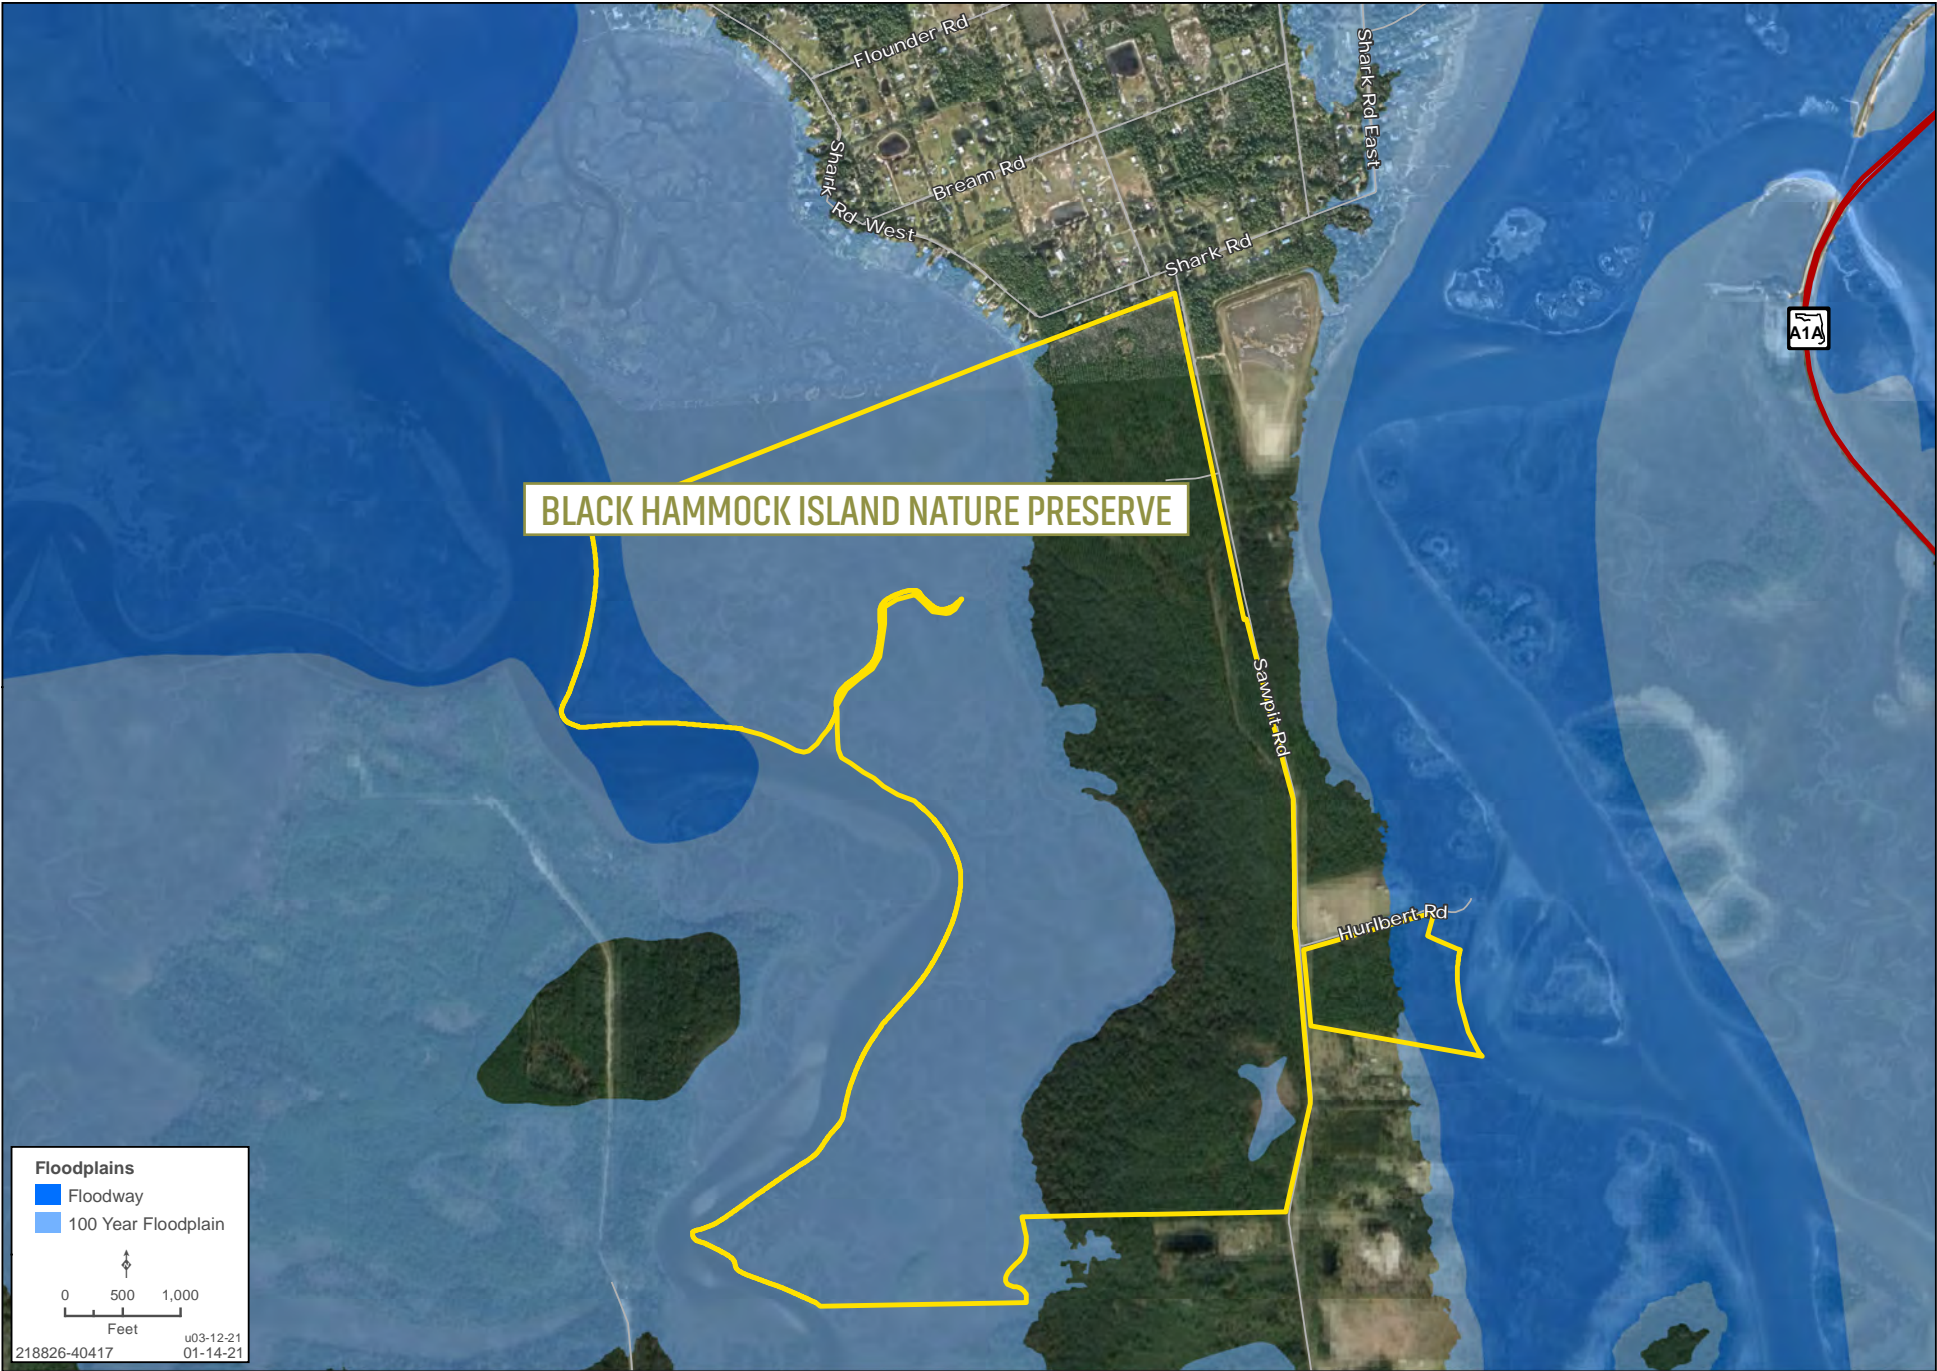 Flounder Rd
Shark Rd East
Shark Rd West
Bream Rd
Shark Rd
A1A
BLACK HAMMOCK ISLAND NATURE PRESERVE
Sawpit Rd
Hurlbert Rd
Floodplains
Floodway
100 Year Floodplain
0 500 1,000
Feet
u03-12-21
218826-40417 01-14-21